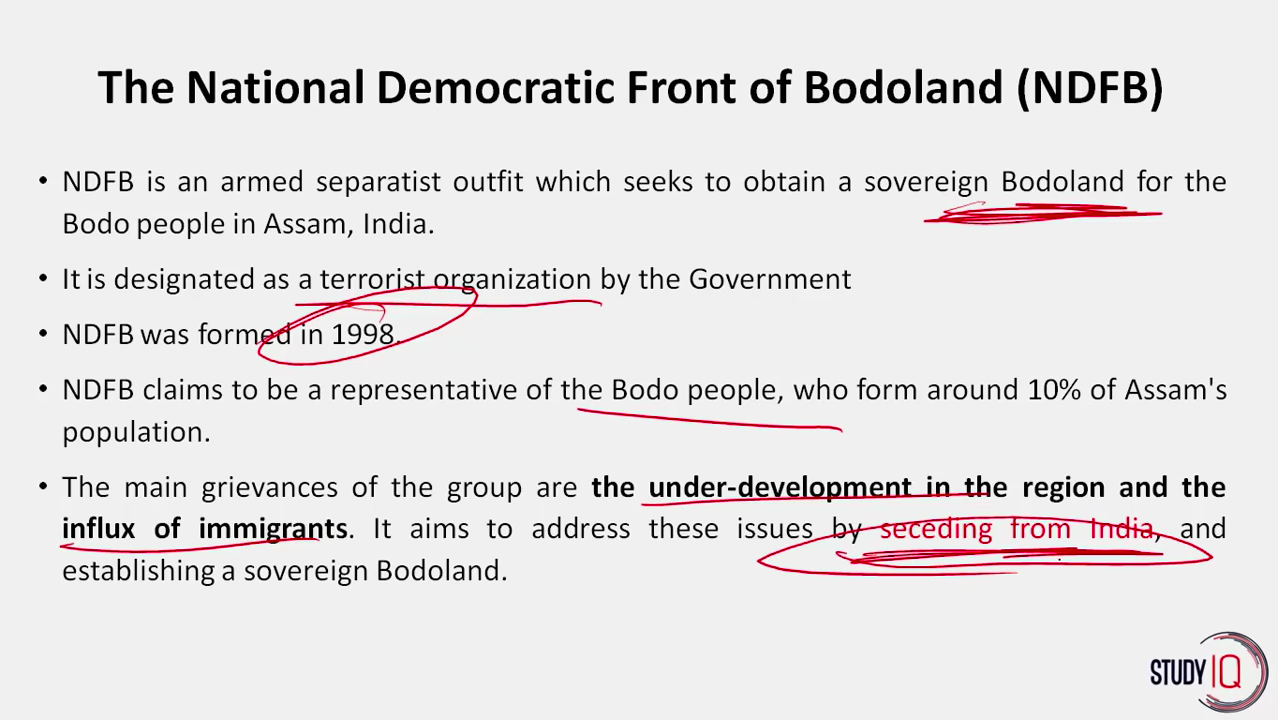 The National Democratic Front of Bodoland (NDFB)
• NDFB is an armed separatist outfit which seeks to obtain a sovereign Bodoland for the
Bodo people in Assam, India.
• It is designated as a terrorist organization by the Government
• NDFB was formed in 1998.
• NDFB claims to be a representative of the Bodo people, who form around 10% of Assam's
population.
• The main grievances of the group are the under-development in the region and the
influx of immigrants. It aims to address these issues by seceding from India, and
establishing a sovereign Bodoland.
STUDY IQ